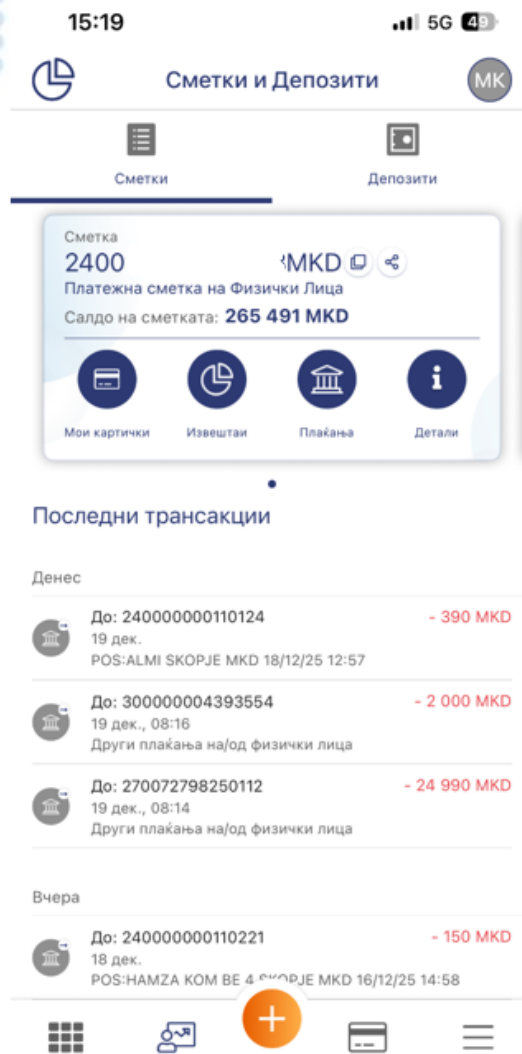 15:19
5G 49
Сметки и Депозити
МК
Сметки
Депозити
Сметка
2400 MKD
Платежна сметка на Физички Лица
Салдо на сметката: 265 491 MKD
Мои картички
Извештаи
Плаќања
Детали
Последни трансакции
Денес
До: 240000000110124 - 390 MKD
19 дек.
POS:ALMI SKOPJE MKD 18/12/25 12:57
До: 300000004393554 - 2 000 MKD
19 дек., 08:16
Други плаќања на/од физички лица
До: 270072798250112 - 24 990 MKD
19 дек., 08:14
Други плаќања на/од физички лица
Вчера
До: 240000000110221 - 150 MKD
18 дек.
POS:HAMZA KOM BE 4 SKOPJE MKD 16/12/25 14:58